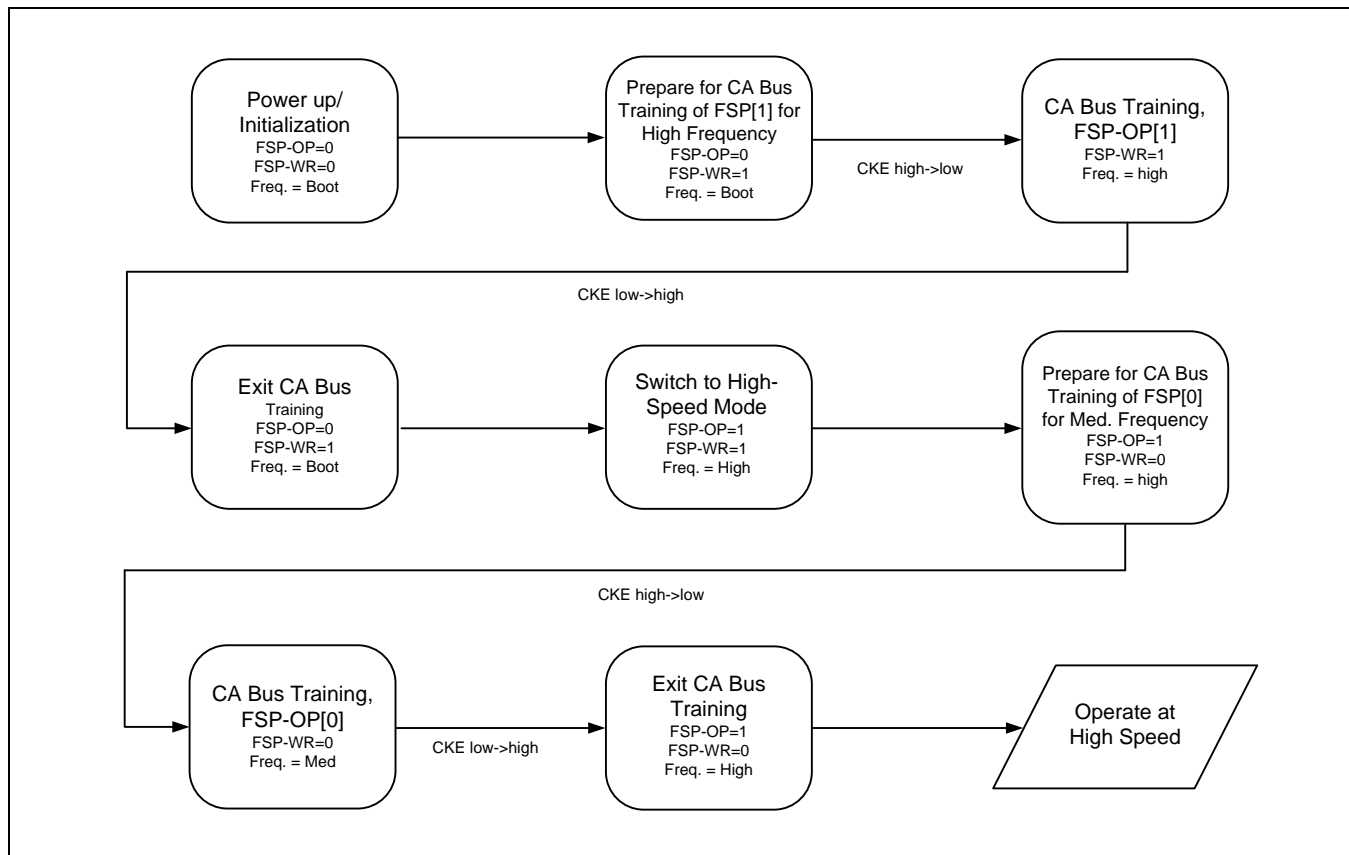 Power up/
Initialization
FSP-OP=0
FSP-WR=0
Freq. = Boot
Prepare for CA Bus
Training of FSP[1] for
High Frequency
FSP-OP=0
FSP-WR=1
Freq. = Boot
CKE high->low
CA Bus Training,
FSP-OP[1]
FSP-WR=1
Freq. = high
CKE low->high
Exit CA Bus
Training
FSP-OP=0
FSP-WR=1
Freq. = Boot
Switch to High-
Speed Mode
FSP-OP=1
FSP-WR=1
Freq. = High
Prepare for CA Bus
Training of FSP[0]
for Med. Frequency
FSP-OP=1
FSP-WR=0
Freq. = high
CKE high->low
CA Bus Training,
FSP-OP[0]
FSP-WR=0
Freq. = Med
CKE low->high
Exit CA Bus
Training
FSP-OP=1
FSP-WR=0
Freq. = High
Operate at
High Speed